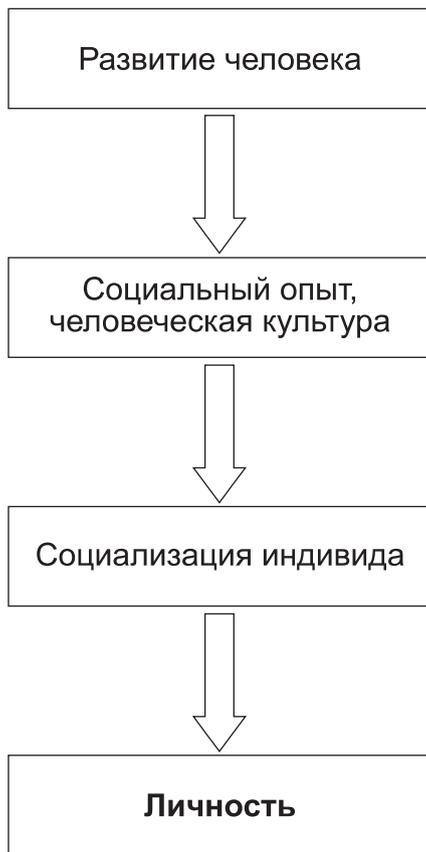 Развитие человека
Социальный опыт,
человеческая культура
Социализация индивида
Личность